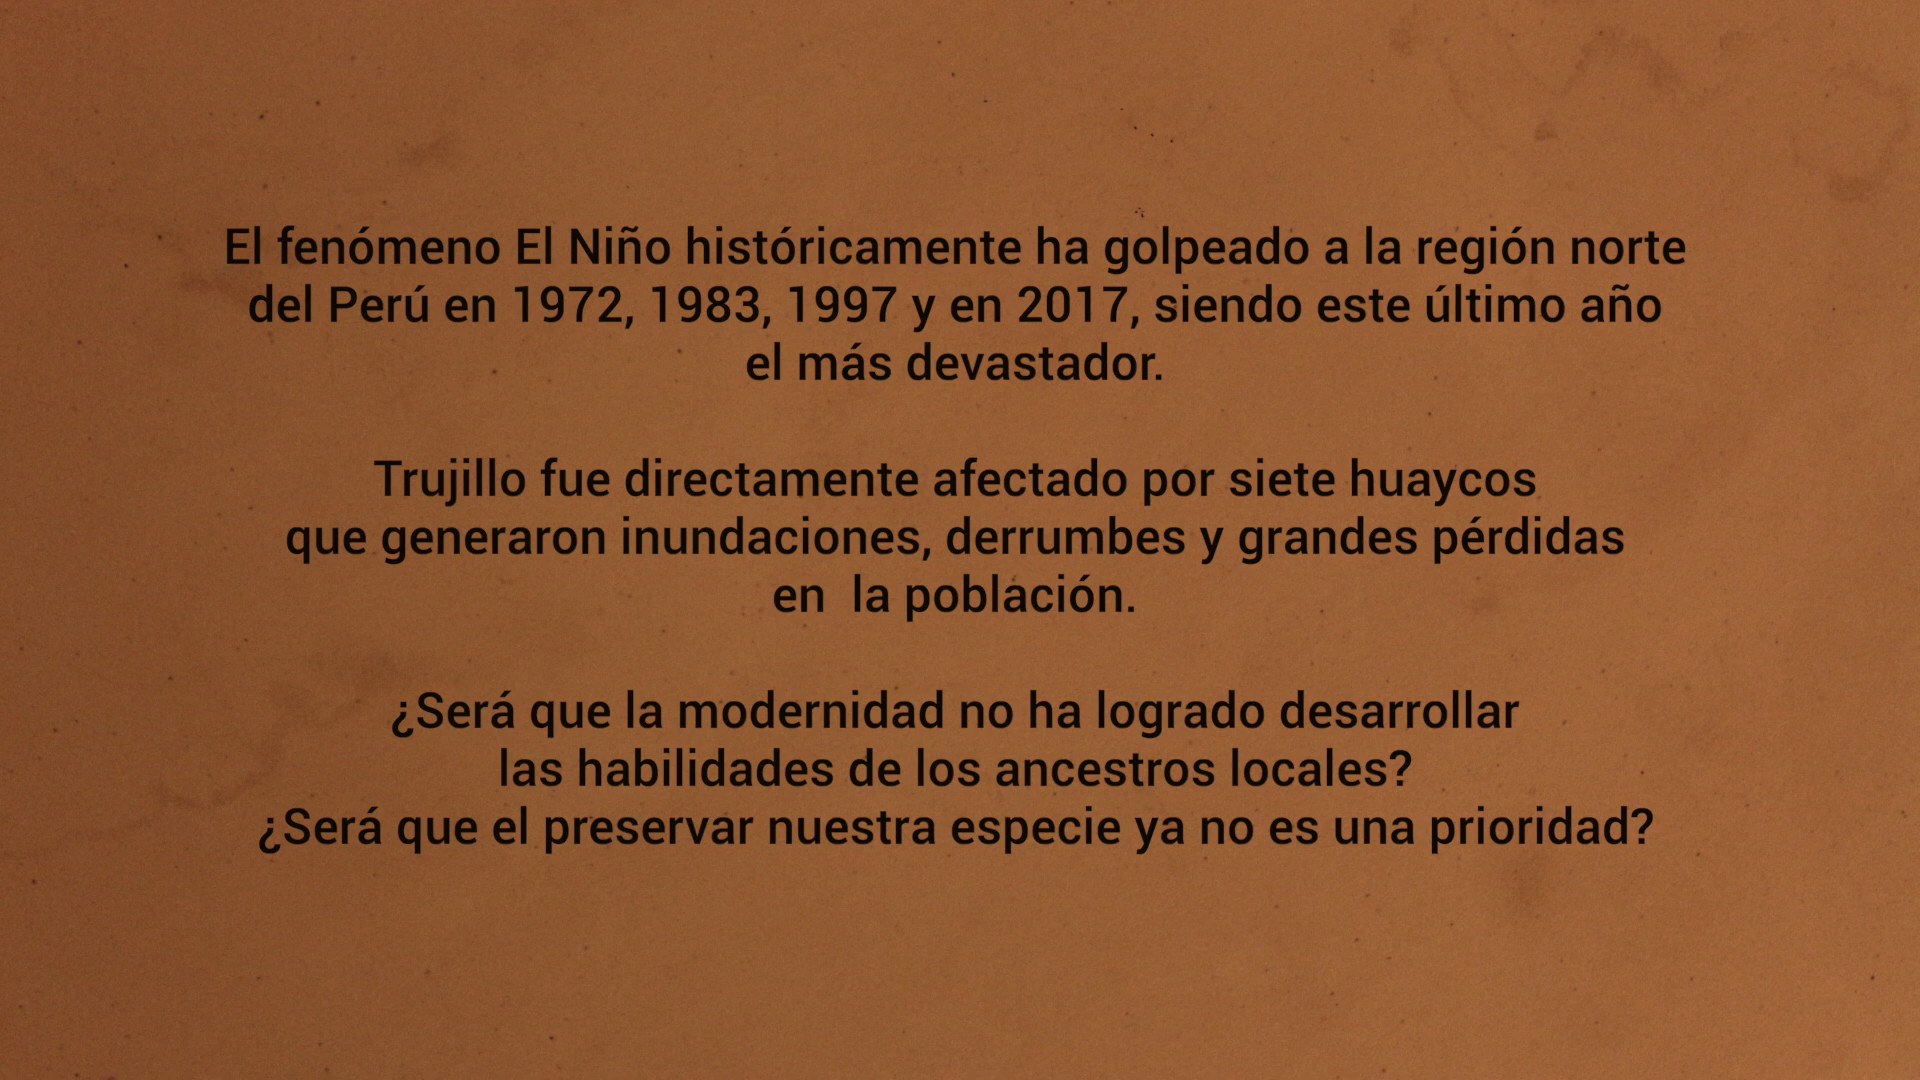 El fenómeno El Niño históricamente ha golpeado a la región norte
del Perú en 1972, 1983, 1997 y en 2017, siendo este último año
el más devastador.
Trujillo fue directamente afectado por siete huaycos
que generaron inundaciones, derrumbes y grandes pérdidas
en  la población.
¿Será que la modernidad no ha logrado desarrollar
las habilidades de los ancestros locales?
¿Será que el preservar nuestra especie ya no es una prioridad?